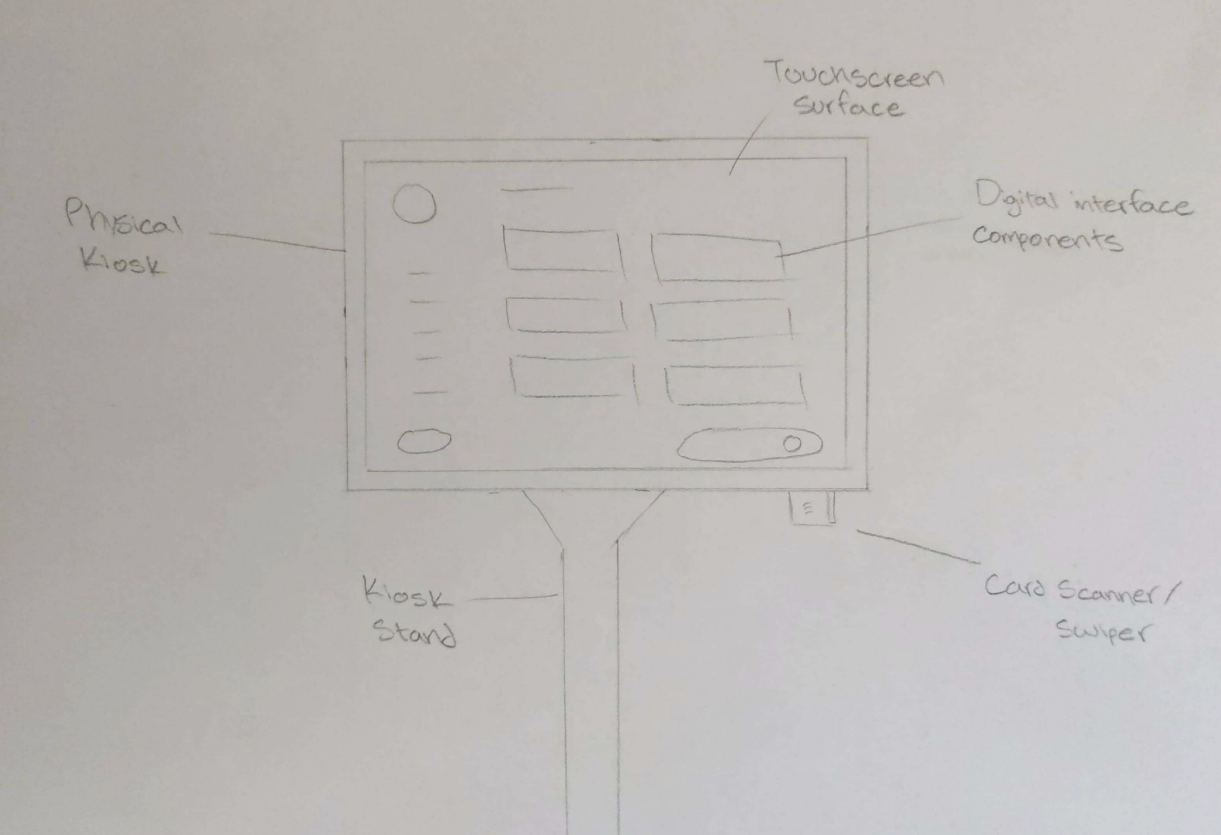 Touchscreen
surface
Physical
Kiosk
Digital interface
components
Kiosk
Stand
Card Scanner/
Swiper